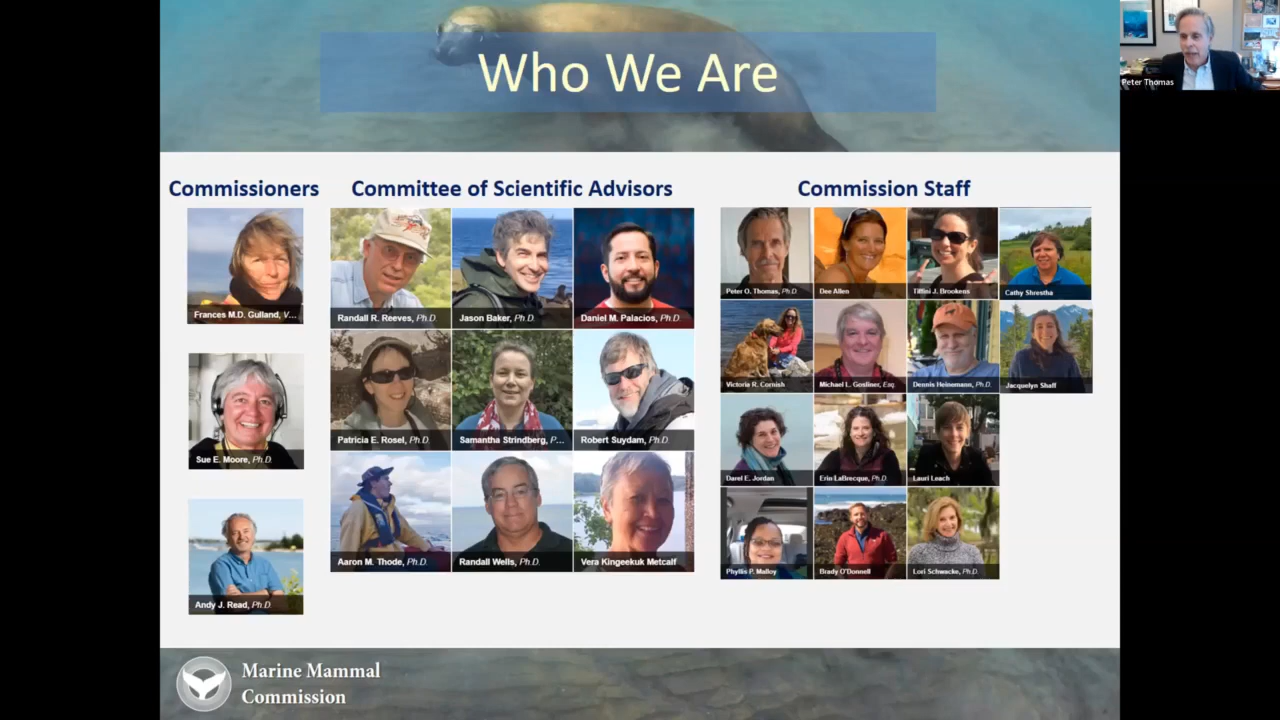 Who We Are
Peter Thomas
Commissioners
Frances M.D. Gulland, V...
Sue E. Moore, Ph.D.
Andy J. Read, Ph.D.
Committee of Scientific Advisors
Randall R. Reeves, Ph.D.
Jason Baker, Ph.D.
Daniel M. Palacios, Ph.D.
Patricia E. Rosel, Ph.D.
Samantha Strindberg, P...
Robert Suydam, Ph.D.
Aaron M. Thode, Ph.D.
Randall Wells, Ph.D.
Vera Kingeekuk Metcalf
Commission Staff
Peter O. Thomas, Ph.D.
Dee Allen
Tiffini J. Brookens
Cathy Shrestha
Victoria R. Cornish
Michael L. Gosliner, Esq.
Dennis Heinemann, Ph.D.
Jacquelyn Shaff
Darel E. Jordan
Erin LaBrecque, Ph.D.
Lauri Leach
Phyllis P. Malloy
Brady O'Donnell
Lori Schwacke, Ph.D.
Marine Mammal
Commission